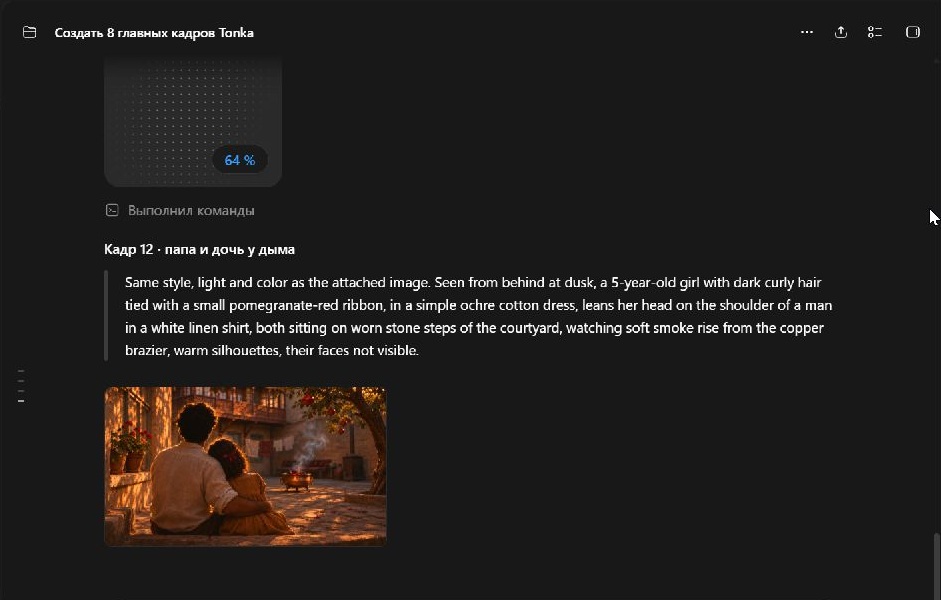 Создать 8 главных кадров Tonka
64 %
Выполнил команды
Кадр 12 · папа и дочь у дыма
Same style, light and color as the attached image. Seen from behind at dusk, a 5-year-old girl with dark curly hair
tied with a small pomegranate-red ribbon, in a simple ochre cotton dress, leans her head on the shoulder of a man
in a white linen shirt, both sitting on worn stone steps of the courtyard, watching soft smoke rise from the copper
brazier, warm silhouettes, their faces not visible.